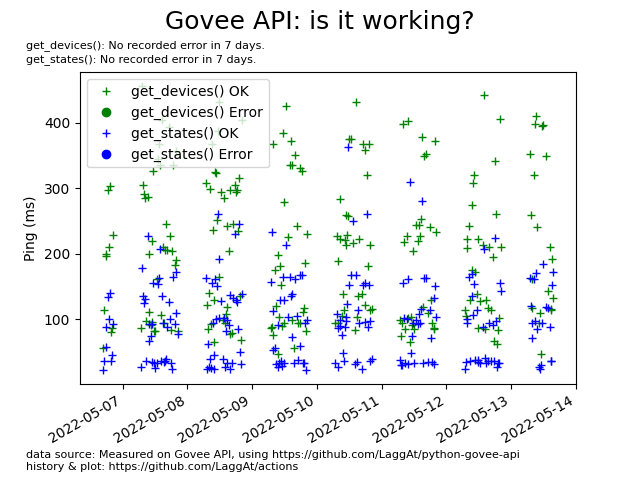 Govee API: is it working?
get_devices(): No recorded error in 7 days.
get_states(): No recorded error in 7 days.
get_devices() OK
get_devices() Error
get_states() OK
get_states() Error
400
300
200
100
Ping (ms)
2022-05-07
2022-05-08
2022-05-09
2022-05-10
2022-05-11
2022-05-12
2022-05-13
2022-05-14
data source: Measured on Govee API, using https://github.com/LaggAt/python-govee-api
history & plot: https://github.com/LaggAt/actions